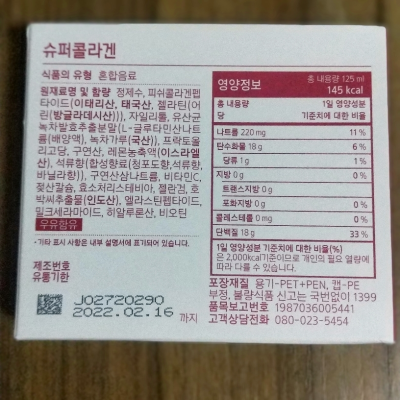 슈퍼콜라겐
식품의 유형 혼합음료
원재료명 및 함량 정제수, 피쉬콜라겐펩
타이드(이태리산, 태국산, 젤라틴(어
린(방글라데시산))), 자일리톨, 유산균
녹차발효추출분말(L-글루타민산나트
륨(배양액), 녹차가루(국산)), 프락토올
리고당, 구연산, 레몬농축액(이스라엘
산), 석류향(합성향료(청포도향,석류향,
바닐라향)), 구연산삼나트륨, 비타민C,
젖산칼슘, 효소처리스테비아, 젤란검, 호
박씨추출물(인도산), 엘라스틴펩타이드,
밀크세라마이드, 히알루론산, 비오틴
우유함유
*기타 표시 사항은 내부 설명서에 표기되어 있습니다.
제조번호
유통기한
J02720290
2022.02.16 까지
영양정보
총 내용량 125 ml
145 kcal
총 내용량당
1일 영양성분 기준치에 대한 비율
나트륨 220 mg 11 %
탄수화물 18 g 6 %
당류 1 g 1 %
지방 0 g 0 %
트랜스지방 0 g
포화지방 0 g 0 %
콜레스테롤 0 mg 0 %
단백질 18 g 33 %
1일 영양성분 기준치에 대한 비율(%)
은 2,000kcal기준이므로 개인의 필요 열량에
따라 다를 수 있습니다.
포장재질 용기-PET+PEN, 캡-PE
부정, 불량식품 신고는 국번없이 1399
품목보고번호 1987036005441
고객상담전화 080-023-5454